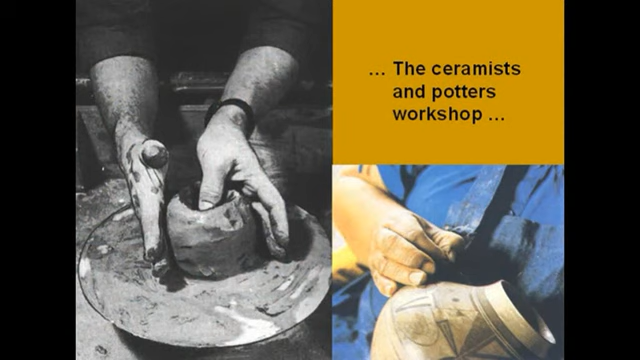 ... The ceramists
and potters
workshop ...